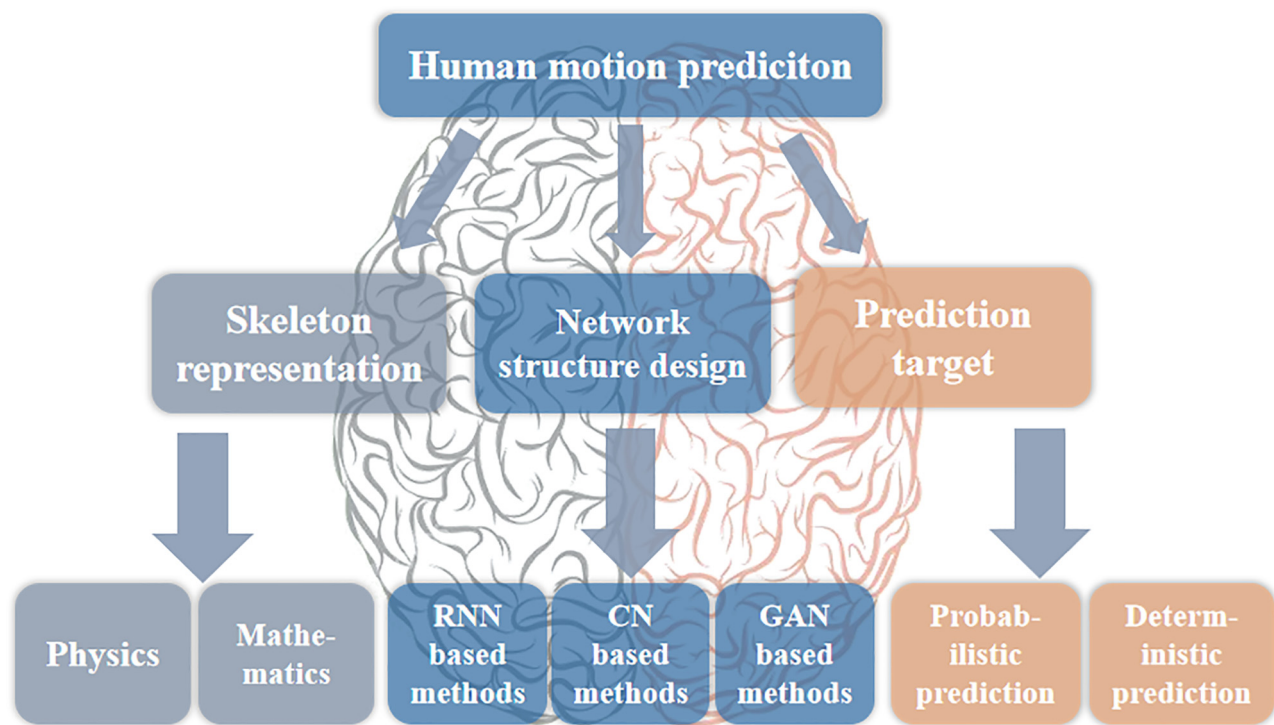 Human motion prediciton
Skeleton
representation
Network
structure design
Prediction
target
Physics
Mathe-
matics
RNN
based
methods
CN
based
methods
GAN
based
methods
Probab-
ilistic
prediction
Determ-
inistic
prediction